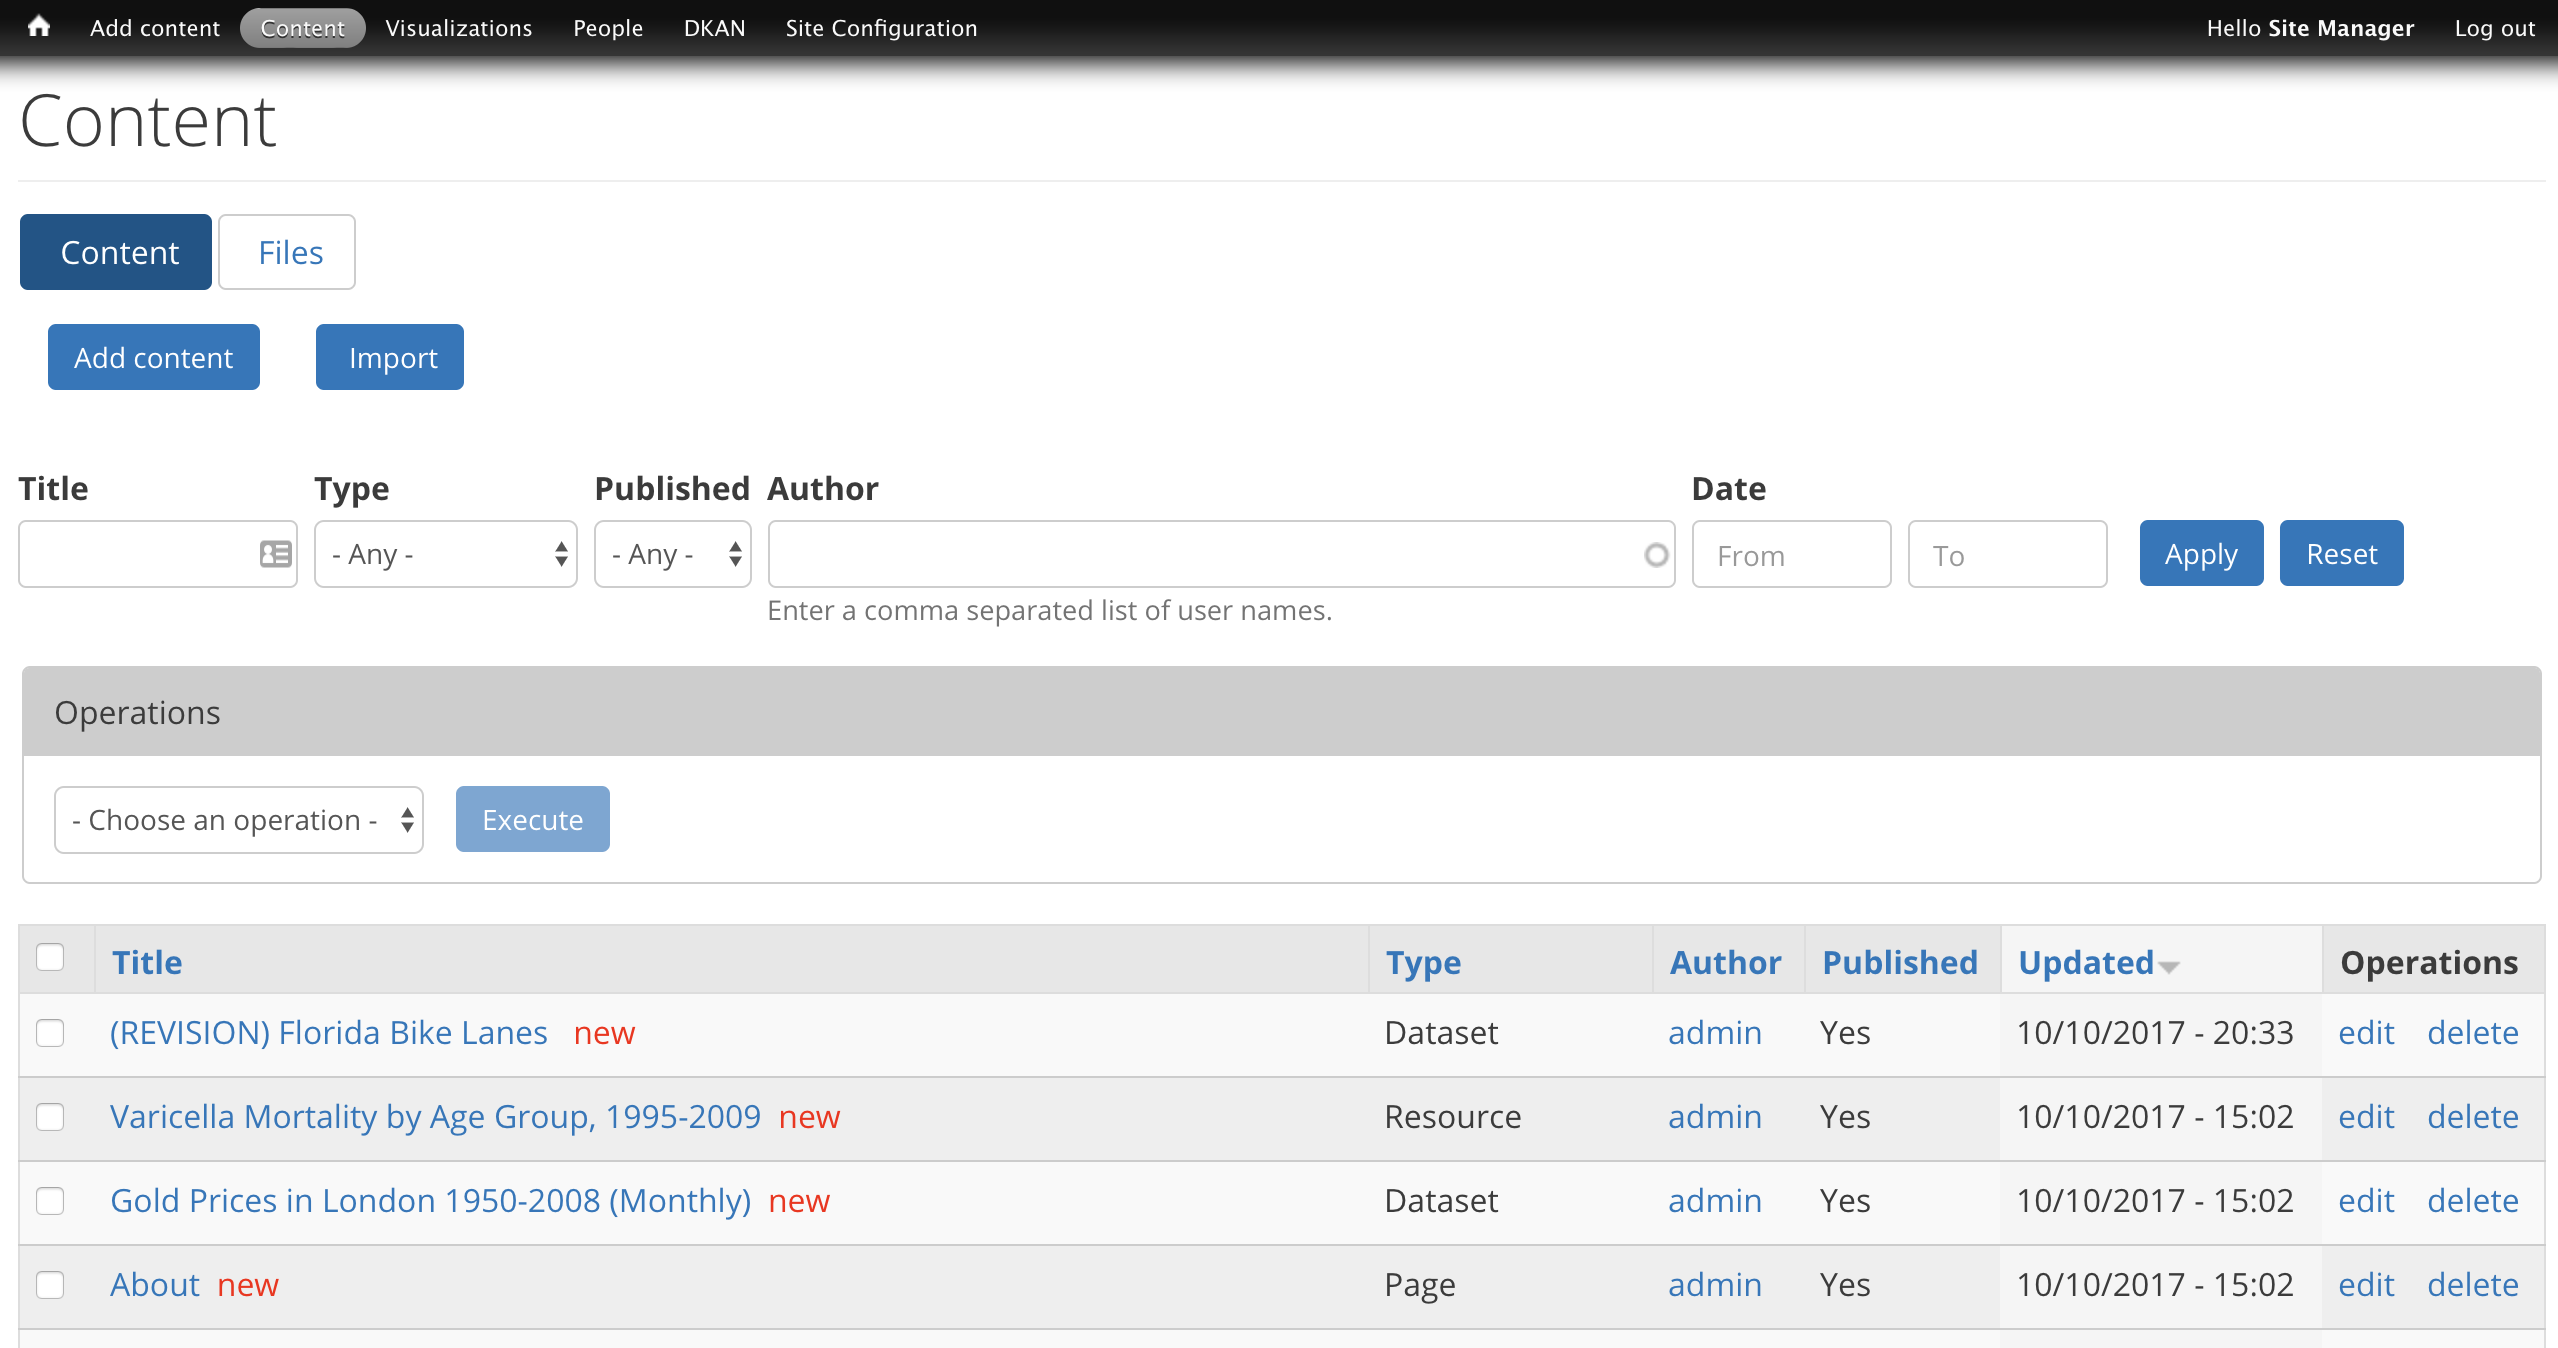 Add content Content Visualizations People DKAN Site Configuration Hello Site Manager Log out
Content
Content Files
Add content Import
Title Type Published Author Date
- Any - - Any - From To Apply Reset
Enter a comma separated list of user names.
Operations
- Choose an operation - Execute
Title Type Author Published Updated Operations
(REVISION) Florida Bike Lanes new Dataset admin Yes 10/10/2017 - 20:33 edit delete
Varicella Mortality by Age Group, 1995-2009 new Resource admin Yes 10/10/2017 - 15:02 edit delete
Gold Prices in London 1950-2008 (Monthly) new Dataset admin Yes 10/10/2017 - 15:02 edit delete
About new Page admin Yes 10/10/2017 - 15:02 edit delete